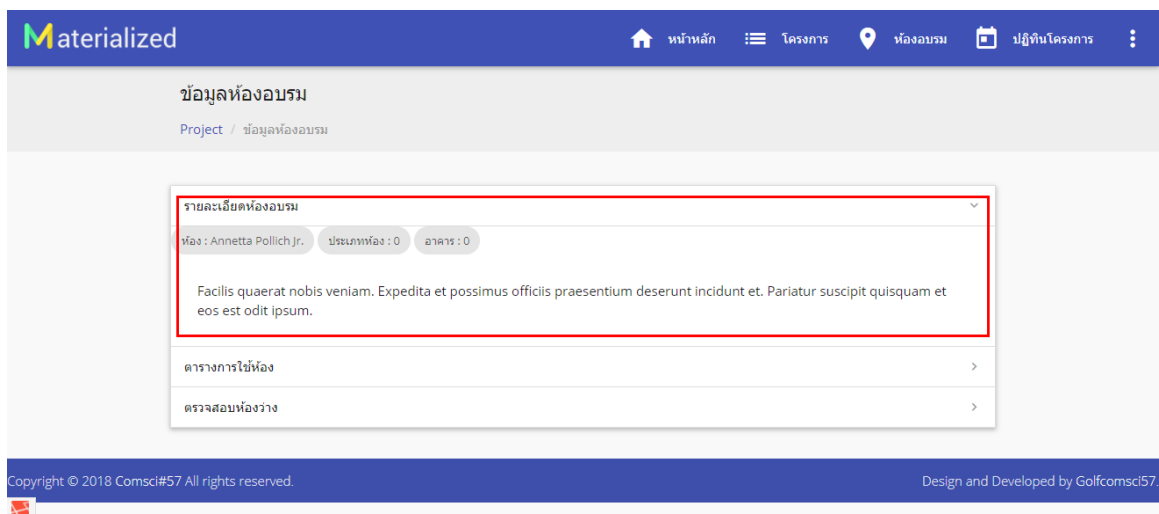 Materialized
หน้าหลัก โครงการ ห้องอบรม ปฏิทินโครงการ
ข้อมูลห้องอบรม
Project / ข้อมูลห้องอบรม
รายละเอียดห้องอบรม
ห้อง : Annetta Pollich Jr. ประเภทห้อง : 0 อาคาร : 0
Facilis quaerat nobis veniam. Expedita et possimus officiis praesentium deserunt incidunt et. Pariatur suscipit quisquam et
eos est odit ipsum.
ตารางการใช้ห้อง
ตรวจสอบห้องว่าง
Copyright © 2018 Comsci#57 All rights reserved. Design and Developed by Golfcomsci57.